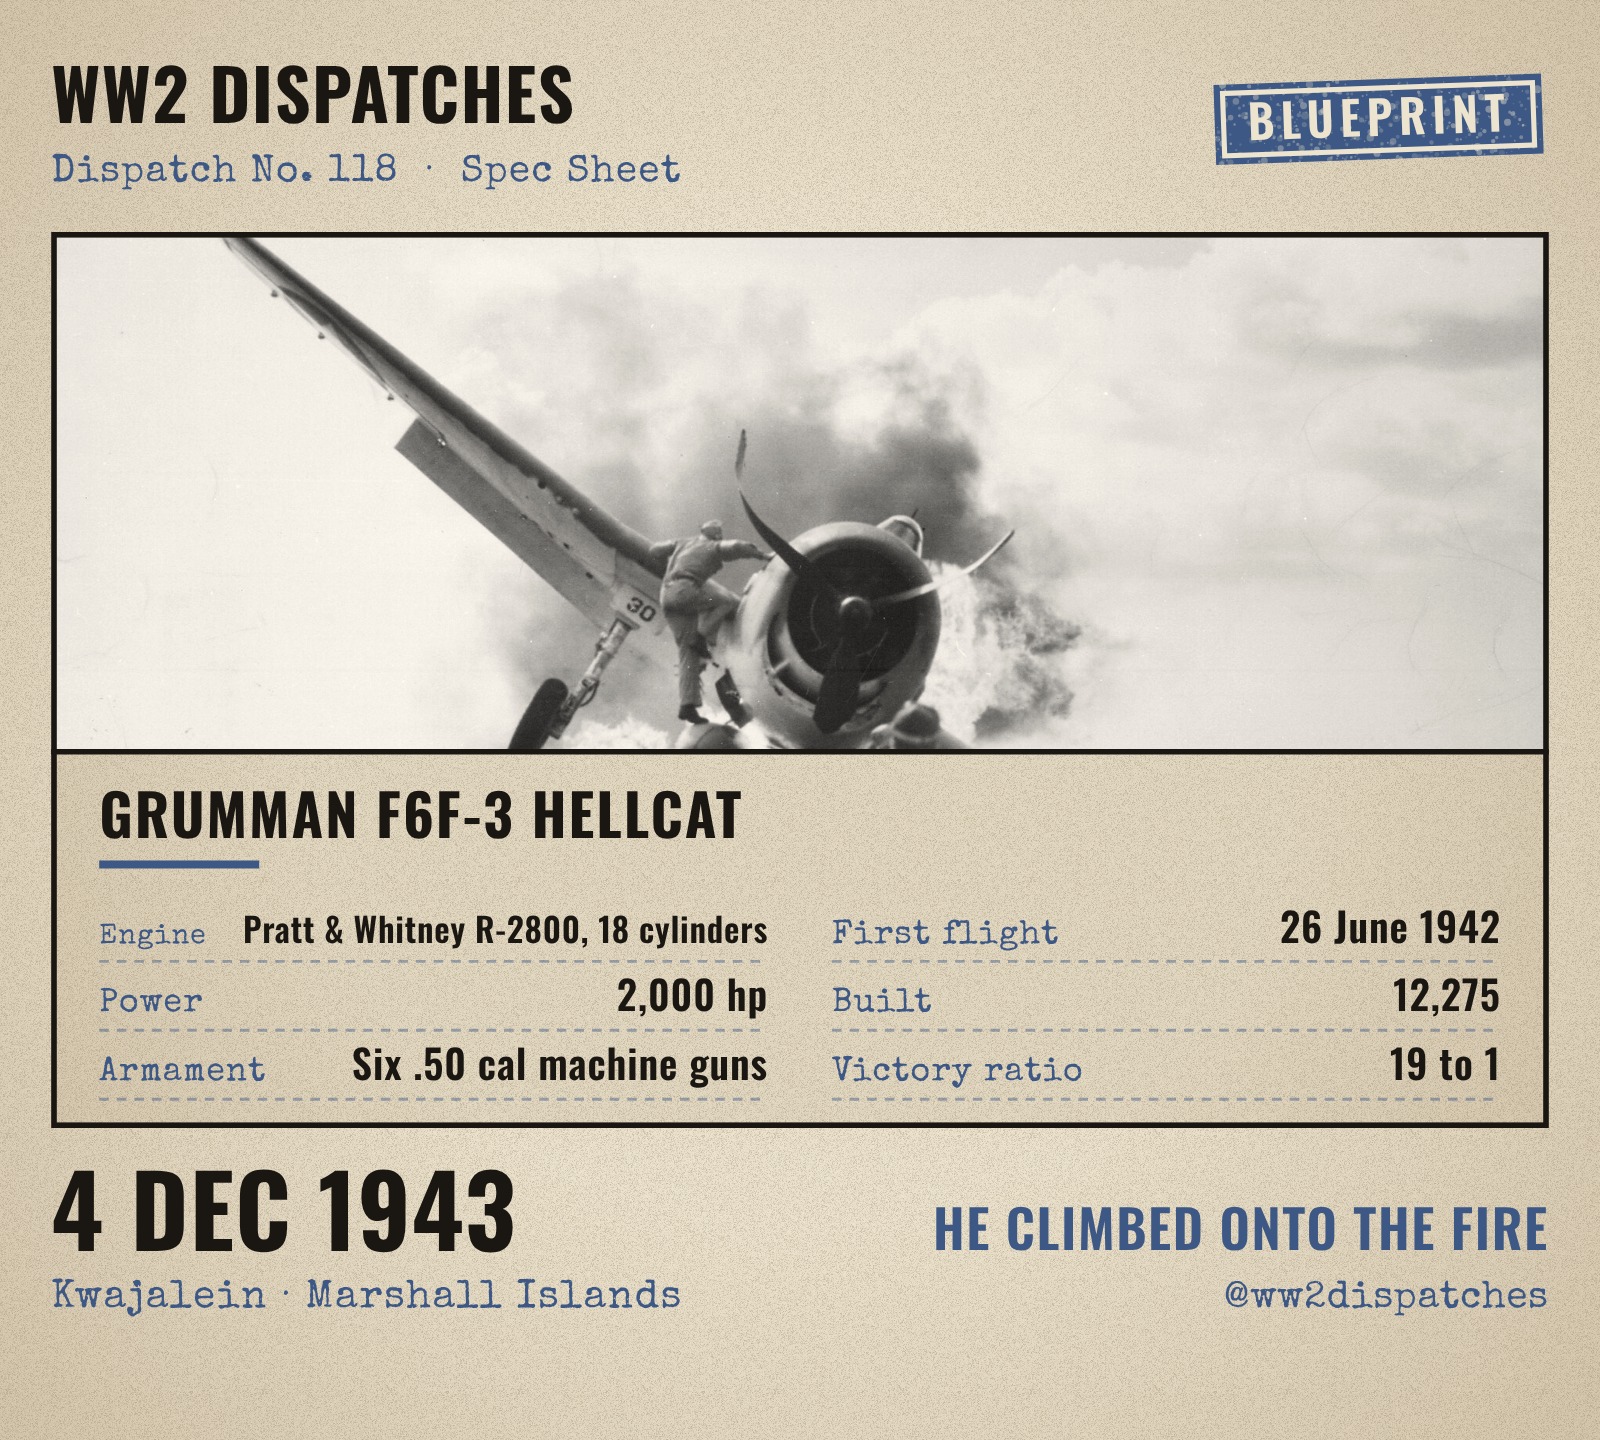 WW2 DISPATCHES
Dispatch No. 118 · Spec Sheet
BLUEPRINT
30
GRUMMAN F6F-3 HELLCAT
Engine Pratt & Whitney R-2800, 18 cylinders
First flight 26 June 1942
Power 2,000 hp
Built 12,275
Armament Six .50 cal machine guns
Victory ratio 19 to 1
4 DEC 1943
Kwajalein · Marshall Islands
HE CLIMBED ONTO THE FIRE
@ww2dispatches